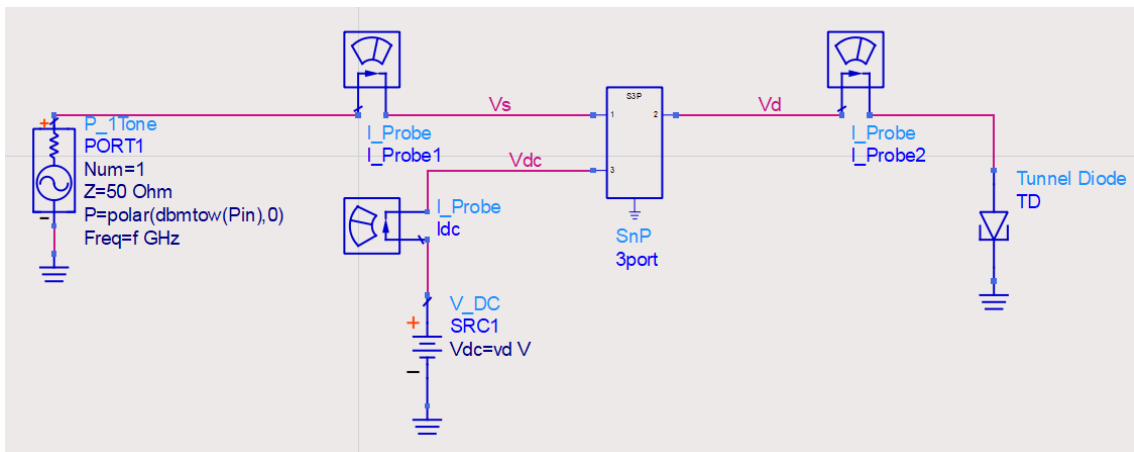 P_1Tone
PORT1
Num=1
Z=50 Ohm
P=polar(dbmtow(Pin),0)
Freq=f GHz
I_Probe
I_Probe1
Vs
Vdc
I_Probe
Idc
V_DC
SRC1
Vdc=vd V
S3P
1
2
3
SnP
3port
Vd
I_Probe
I_Probe2
Tunnel Diode
TD